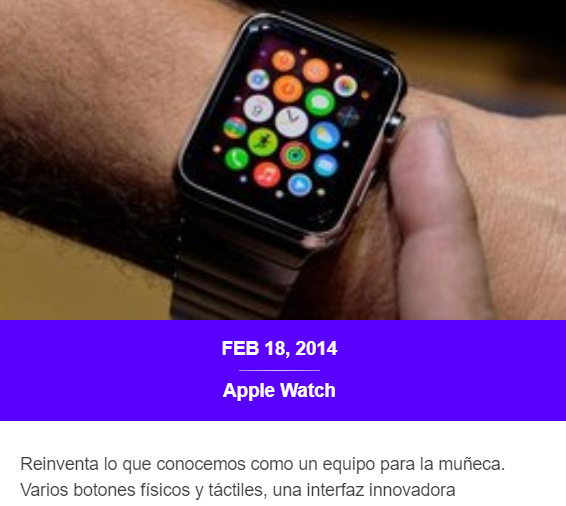 FEB 18, 2014
Apple Watch
Reinventa lo que conocemos como un equipo para la muñeca.
Varios botones físicos y táctiles, una interfaz innovadora